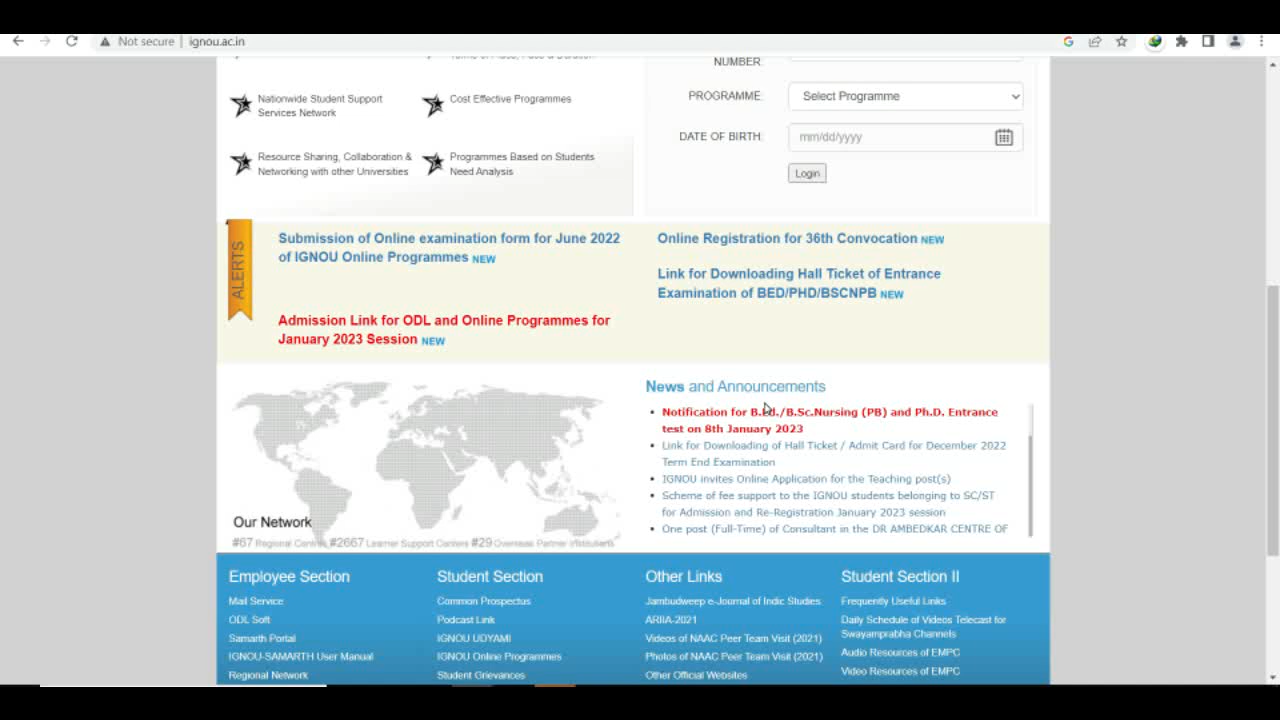 Not secure | ignou.ac.in
NUMBER:
Nationwide Student Support
Services Network
Cost Effective Programmes
PROGRAMME:
Select Programme
DATE OF BIRTH:
mm/dd/yyyy
Resource Sharing, Collaboration &
Networking with other Universities
Programmes Based on Students
Need Analysis
Login
ALERTS
Submission of Online examination form for June 2022
of IGNOU Online Programmes NEW
Admission Link for ODL and Online Programmes for
January 2023 Session NEW
Online Registration for 36th Convocation NEW
Link for Downloading Hall Ticket of Entrance
Examination of BED/PHD/BSCNPB NEW
News and Announcements
Notification for B.Ed./B.Sc.Nursing (PB) and Ph.D. Entrance
test on 8th January 2023
Link for Downloading of Hall Ticket / Admit Card for December 2022
Term End Examination
IGNOU invites Online Application for the Teaching post(s)
Scheme of fee support to the IGNOU students belonging to SC/ST
for Admission and Re-Registration January 2023 session
One post (Full-Time) of Consultant in the DR AMBEDKAR CENTRE OF
Our Network
#67 Regional Centres #2667 Learner Support Centers #29 Overseas Partner Institutions
Employee Section
Mail Service
ODL Soft
Samarth Portal
IGNOU-SAMARTH User Manual
Regional Network
Student Section
Common Prospectus
Podcast Link
IGNOU UDYAMI
IGNOU Online Programmes
Student Grievances
Other Links
Jambudweep e-Journal of Indic Studies
ARIIA-2021
Videos of NAAC Peer Team Visit (2021)
Photos of NAAC Peer Team Visit (2021)
Other Official Websites
Student Section II
Frequently Useful Links
Daily Schedule of Videos Telecast for
Swayamprabha Channels
Audio Resources of EMPC
Video Resources of EMPC